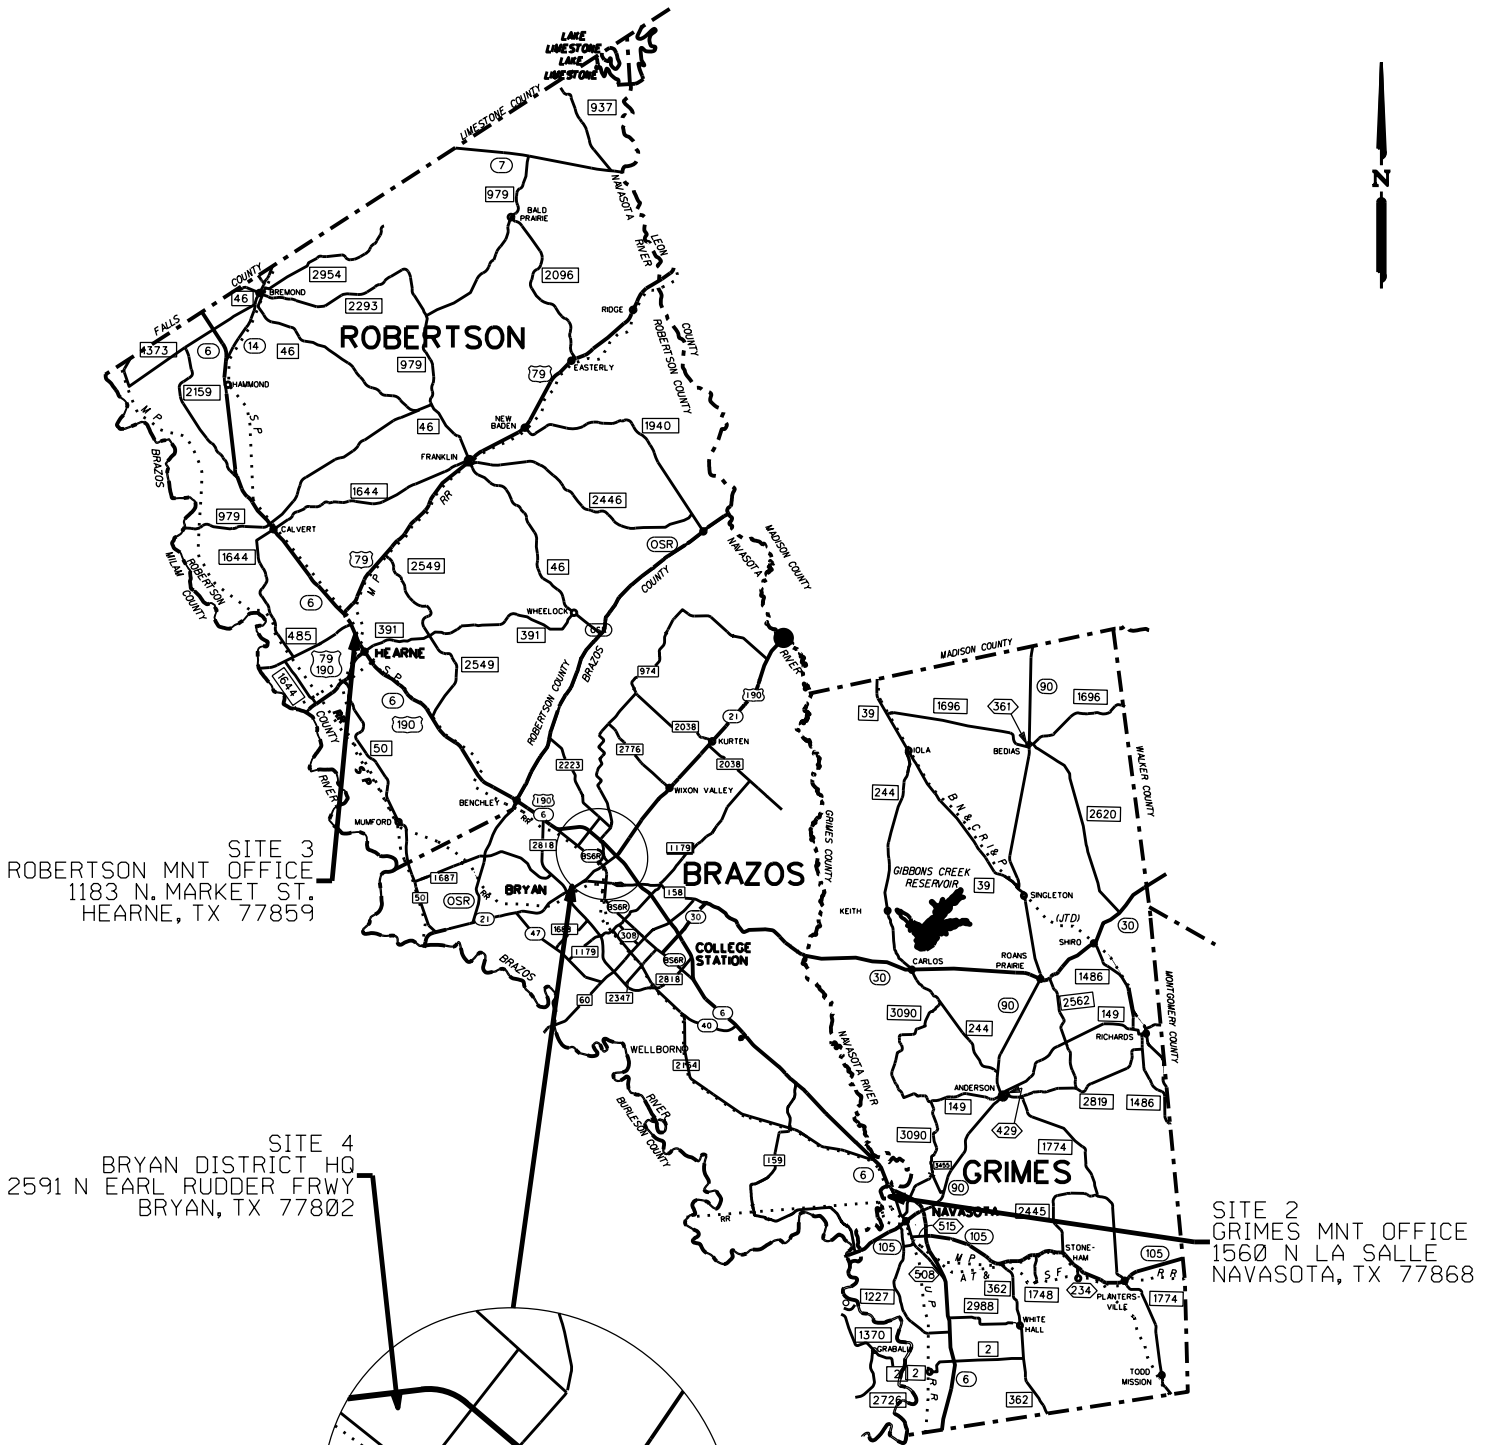 LAKE
LIMESTONE
LAKE
LIMESTONE
LIMESTONE COUNTY
937
7
979
NAVASOTA
RIVER
LEON
BALD
PRAIRIE
N
COUNTY
2954
2096
46
BREMOND
2293
RIDGE
FALLS
ROBERTSON
COUNTY
ROBERTSON COUNTY
4373
6
14
46
979
79
EASTERLY
HAMMOND
2159
M P
S P
BRAZOS
46
NEW
BADEN
1940
FRANKLIN
1644
RR
2446
979
CALVERT
OSR
NAVASOTA
MADISON COUNTY
1644
79
2549
46
COUNTY
MILAM COUNTY
ROBERTSON
M P
6
WHEELOCK
485
391
391
OSR
HEARNE
79
190
2549
BRAZOS
RIVER
MADISON COUNTY
1644
S P
974
6
190
190
90
1696
1696
361
39
COUNTY
RR
ROBERTSON COUNTY
21
2038
KURTEN
50
2776
IOLA
BEDIAS
2223
2038
WALKER COUNTY
RIVER
S P
244
WIXON VALLEY
B N & C R I & P
BENCHLEY
190
6
RR
GRIMES COUNTY
2620
MUMFORD
SITE 3
ROBERTSON MNT OFFICE
1183 N. MARKET ST.
HEARNE, TX 77859
2818
1179
BS6R
BRAZOS
GIBBONS CREEK
RESERVOIR
39
1687
BRYAN
158
RR
50
OSR
SINGLETON
BS6R
KEITH
21
30
(JTD)
30
47
1688
308
SHIRO
1179
COLLEGE
STATION
BS6R
ROANS
PRAIRIE
BRAZOS
CARLOS
30
2818
1486
60
2347
90
2562
MONTGOMERY COUNTY
3090
6
149
40
244
RICHARDS
WELLBORN
NAVASOTA RIVER
2154
ANDERSON
RIVER
BURLESON COUNTY
149
2819
1486
3090
429
1774
SITE 4
BRYAN DISTRICT HQ
2591 N EARL RUDDER FRWY
BRYAN, TX 77802
159
6
GRIMES
90
RR
NAVASOTA
2445
SITE 2
GRIMES MNT OFFICE
1560 N LA SALLE
NAVASOTA, TX 77868
515
105
105
STONE-
HAM
105
M P
A T &
S F
R R
508
362
1748
234
PLANTERS-
VILLE
1774
1227
U P
2988
WHITE
HALL
1370
2
GRABALL
2
2
6
TODD
MISSION
2726
R R
362